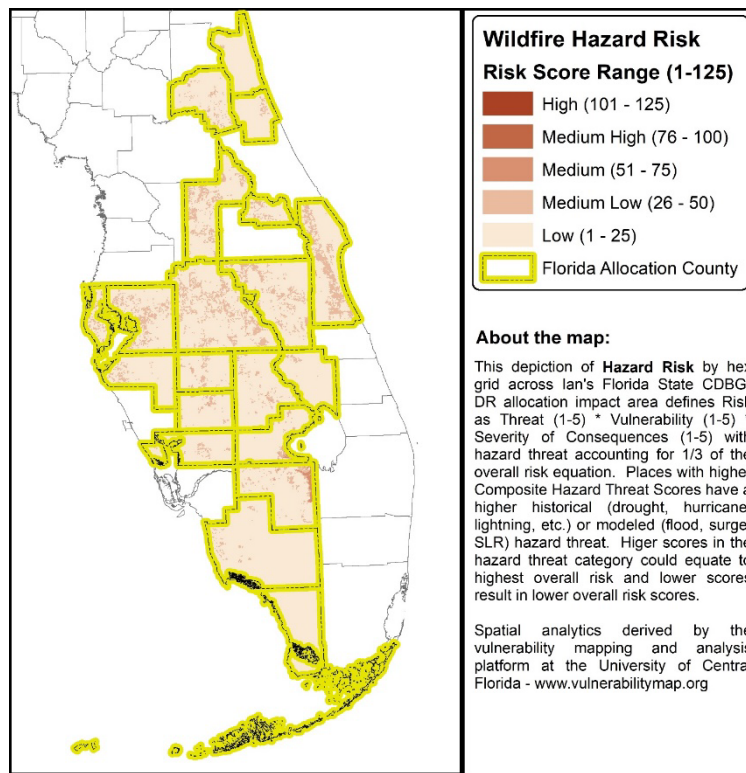 Wildfire Hazard Risk
Risk Score Range (1-125)
High (101 - 125)
Medium High (76 - 100)
Medium (51 - 75)
Medium Low (26 - 50)
Low (1 - 25)
Florida Allocation County
About the map:
This depiction of Hazard Risk by hex
grid across Ian's Florida State CDBG
DR allocation impact area defines Risk
as Threat (1-5) * Vulnerability (1-5) *
Severity of Consequences (1-5) with
hazard threat accounting for 1/3 of the
overall risk equation. Places with highe
Composite Hazard Threat Scores have a
higher historical (drought, hurricane
lightning, etc.) or modeled (flood, surge
SLR) hazard threat. Higer scores in the
hazard threat category could equate to
highest overall risk and lower scores
result in lower overall risk scores.
Spatial analytics derived by the
vulnerability mapping and analysis
platform at the University of Centra
Florida - www.vulnerabilitymap.org